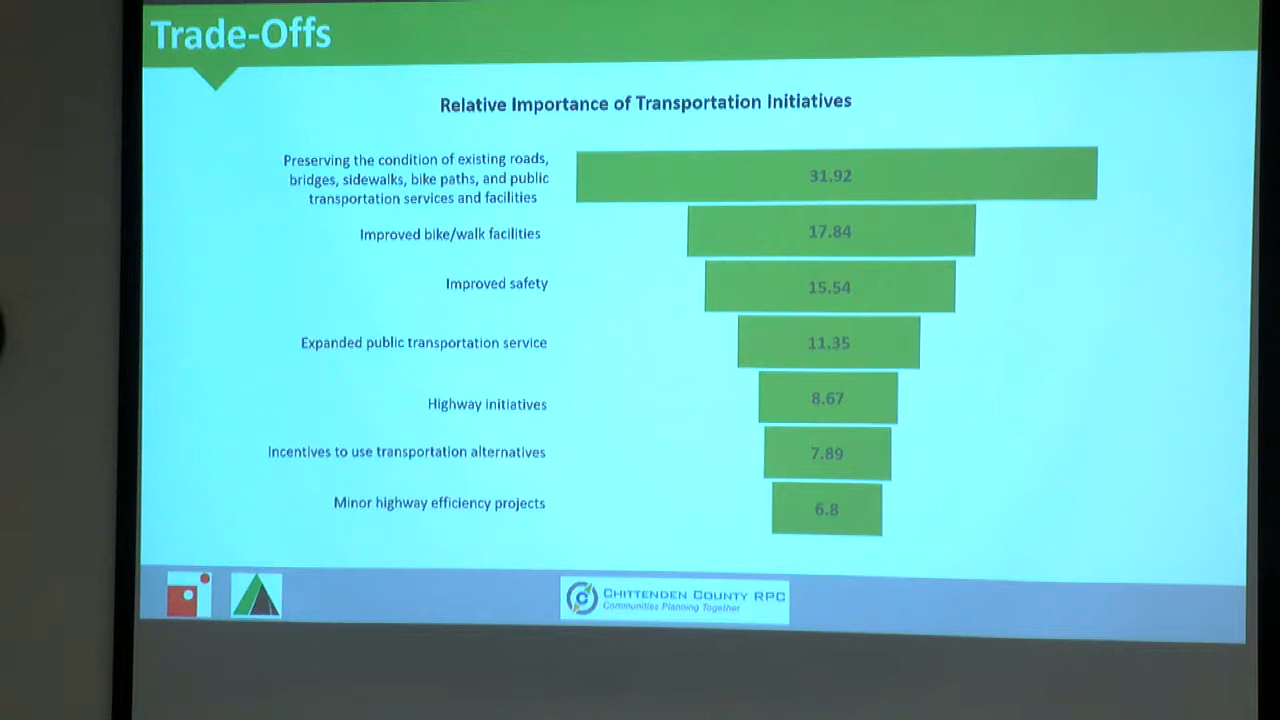 Trade-Offs
Relative Importance of Transportation Initiatives
Preserving the condition of existing roads,
bridges, sidewalks, bike paths, and public
transportation services and facilities
31.92
Improved bike/walk facilities
17.84
Improved safety
15.54
Expanded public transportation service
11.35
Highway initiatives
8.67
Incentives to use transportation alternatives
7.89
Minor highway efficiency projects
6.8
C
CHITTENDEN COUNTY RPC
Communities Planning Together